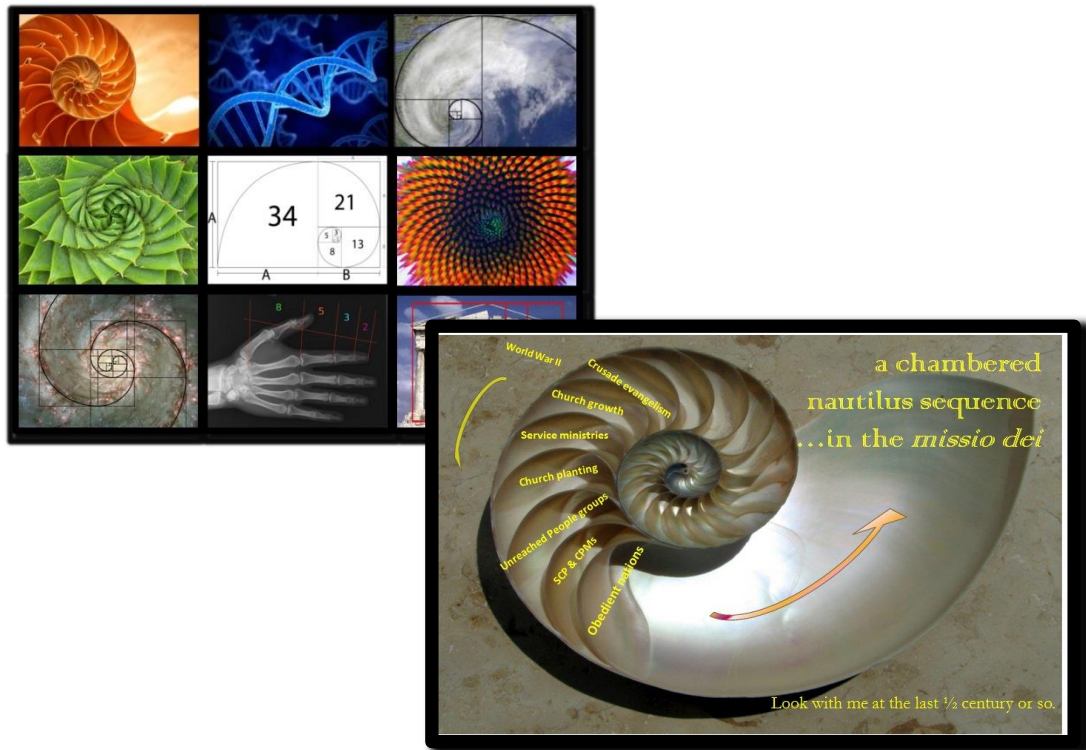 A
34
21
5
3
8
13
A
B
8
5
3
2
World War II
Crusade evangelism
Church growth
Service ministries
Church planting
Unreached People groups
SCP & CPMs
Obedient nations
a chambered
nautilus sequence
...in the missio dei
Look with me at the last ½ century or so.